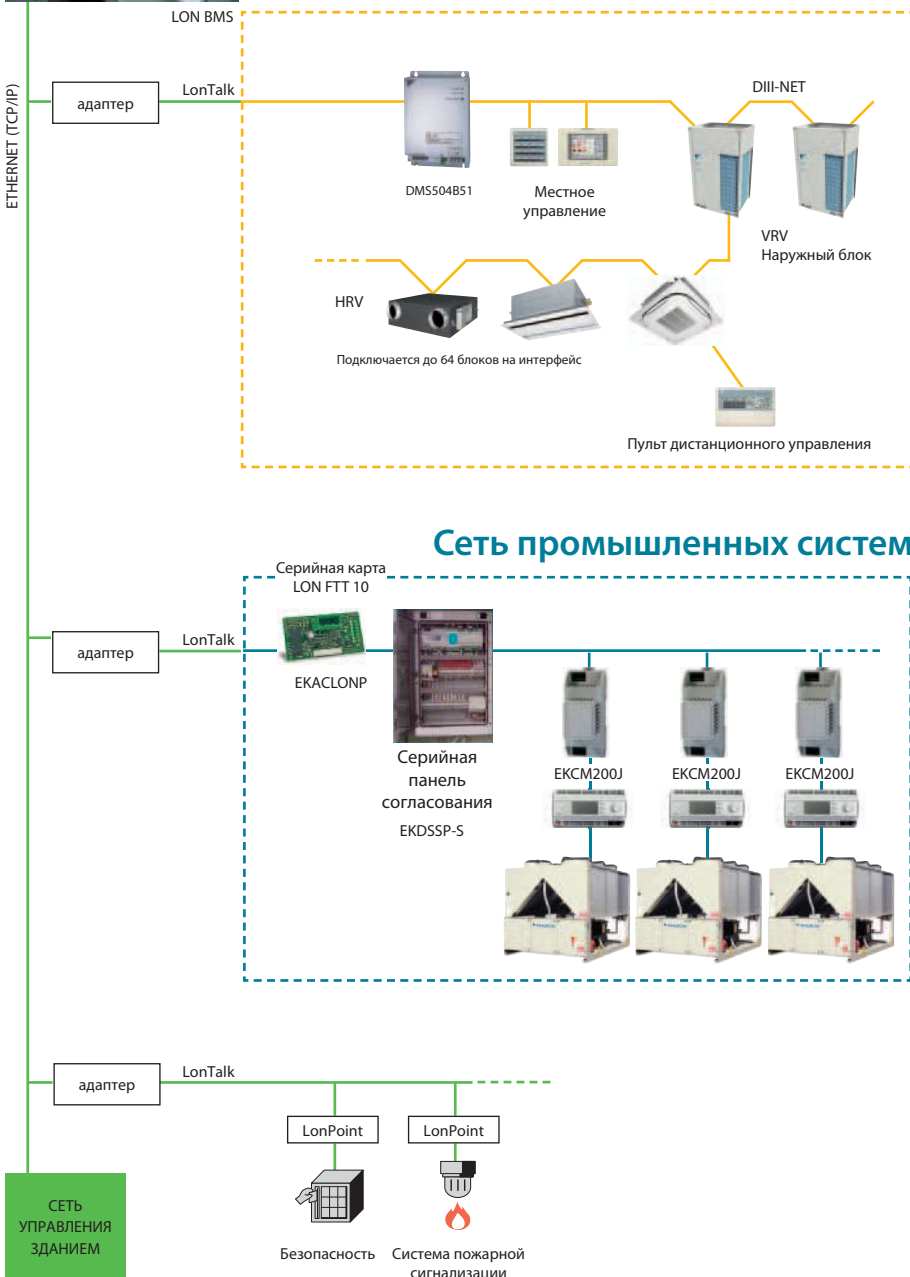 LON BMS
ETHERNET (TCP/IP)
адаптер
LonTalk
DIII-NET
DMS504B51
Местное
управление
VRV
Наружный блок
HRV
Подключается до 64 блоков на интерфейс
Пульт дистанционного управления
Сеть промышленных систем
Серийная карта
LON FTT 10
адаптер
LonTalk
EKACLONP
Серийная
панель
согласования
EKDSSP-S
EKCM200J
EKCM200J
EKCM200J
адаптер
LonTalk
LonPoint
LonPoint
СЕТЬ
УПРАВЛЕНИЯ
ЗДАНИЕМ
Безопасность
Система пожарной
сигнализации